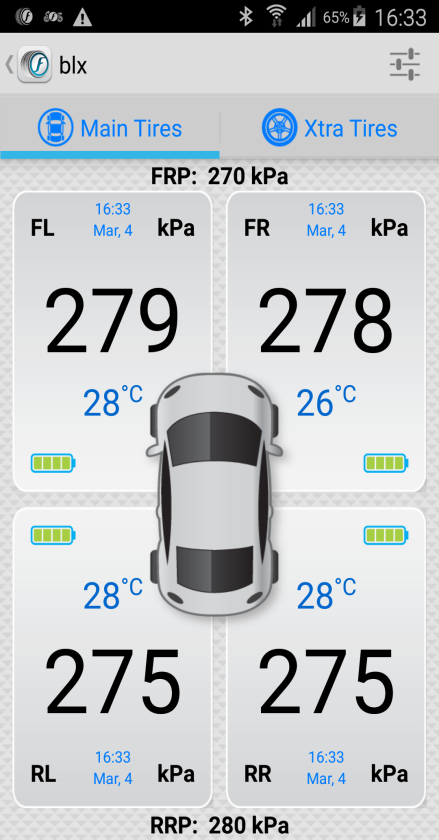 65% 16:33
blx
Main Tires Xtra Tires
FRP: 270 kPa
FL 16:33 Mar, 4 kPa
279
28°C
FR 16:33 Mar, 4 kPa
278
26°C
28°C
275
RL 16:33 Mar, 4 kPa
28°C
275
RR 16:33 Mar, 4 kPa
RRP: 280 kPa